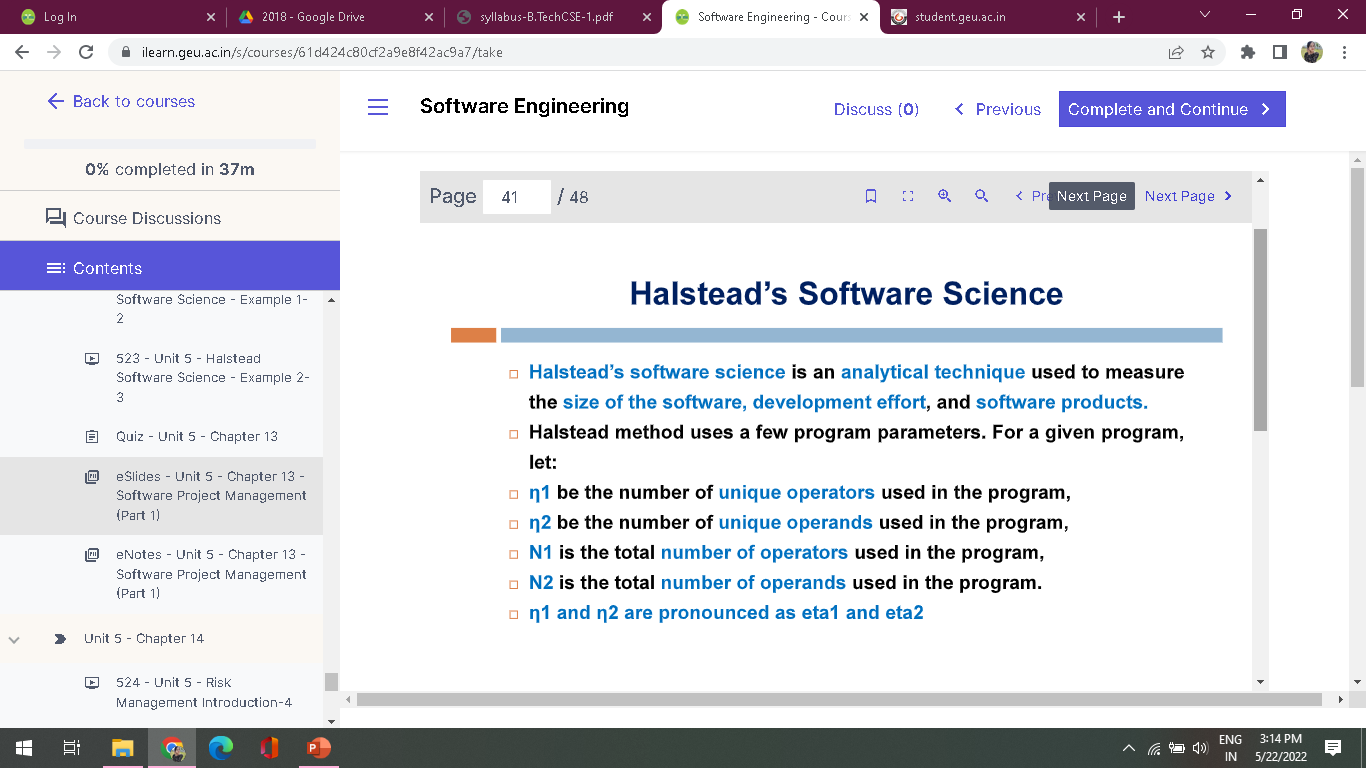 Log In
2018 - Google Drive
syllabus-B.TechCSE-1.pdf
Software Engineering - Cour
student.geu.ac.in
ilearn.geu.ac.in/s/courses/61d424c80cf2a9e8f42ac9a7/take
Back to courses
0% completed in 37m
Course Discussions
Contents
Software Science - Example 1-
2
523 - Unit 5 - Halstead
Software Science - Example 2-
3
Quiz - Unit 5 - Chapter 13
eSlides - Unit 5 - Chapter 13 -
Software Project Management
(Part 1)
eNotes - Unit 5 - Chapter 13 -
Software Project Management
(Part 1)
Unit 5 - Chapter 14
524 - Unit 5 - Risk
Management Introduction-4
Software Engineering
Discuss (0)
Previous
Complete and Continue
Page 41 / 48
Pre
Next Page
Next Page
Halstead’s Software Science
Halstead’s software science is an analytical technique used to measure
the size of the software, development effort, and software products.
Halstead method uses a few program parameters. For a given program,
let:
η1 be the number of unique operators used in the program,
η2 be the number of unique operands used in the program,
N1 is the total number of operators used in the program,
N2 is the total number of operands used in the program.
η1 and η2 are pronounced as eta1 and eta2
ENG
IN
3:14 PM
5/22/2022